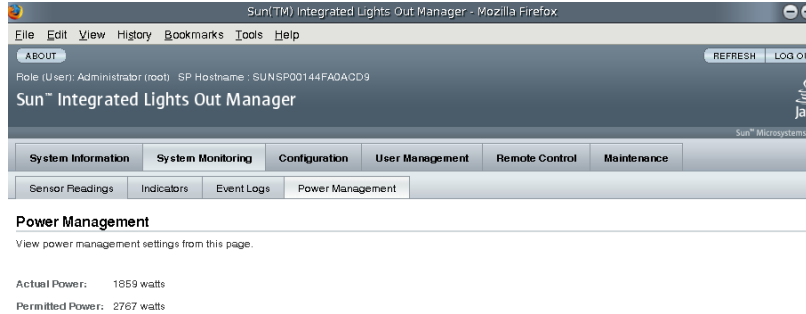 Sun(TM) Integrated Lights Out Manager - Mozilla Firefox
File Edit View History Bookmarks Tools Help
ABOUT
REFRESH
Role (User): Administrator (root) SP Hostname : SUNSP00144FA0ACD9
Sun™ Integrated Lights Out Manager
Sun™ Microsystems
System Information System Monitoring Configuration User Management Remote Control Maintenance
Sensor Readings Indicators Event Logs Power Management
Power Management
View power management settings from this page.
Actual Power: 1859 watts
Permitted Power: 2767 watts